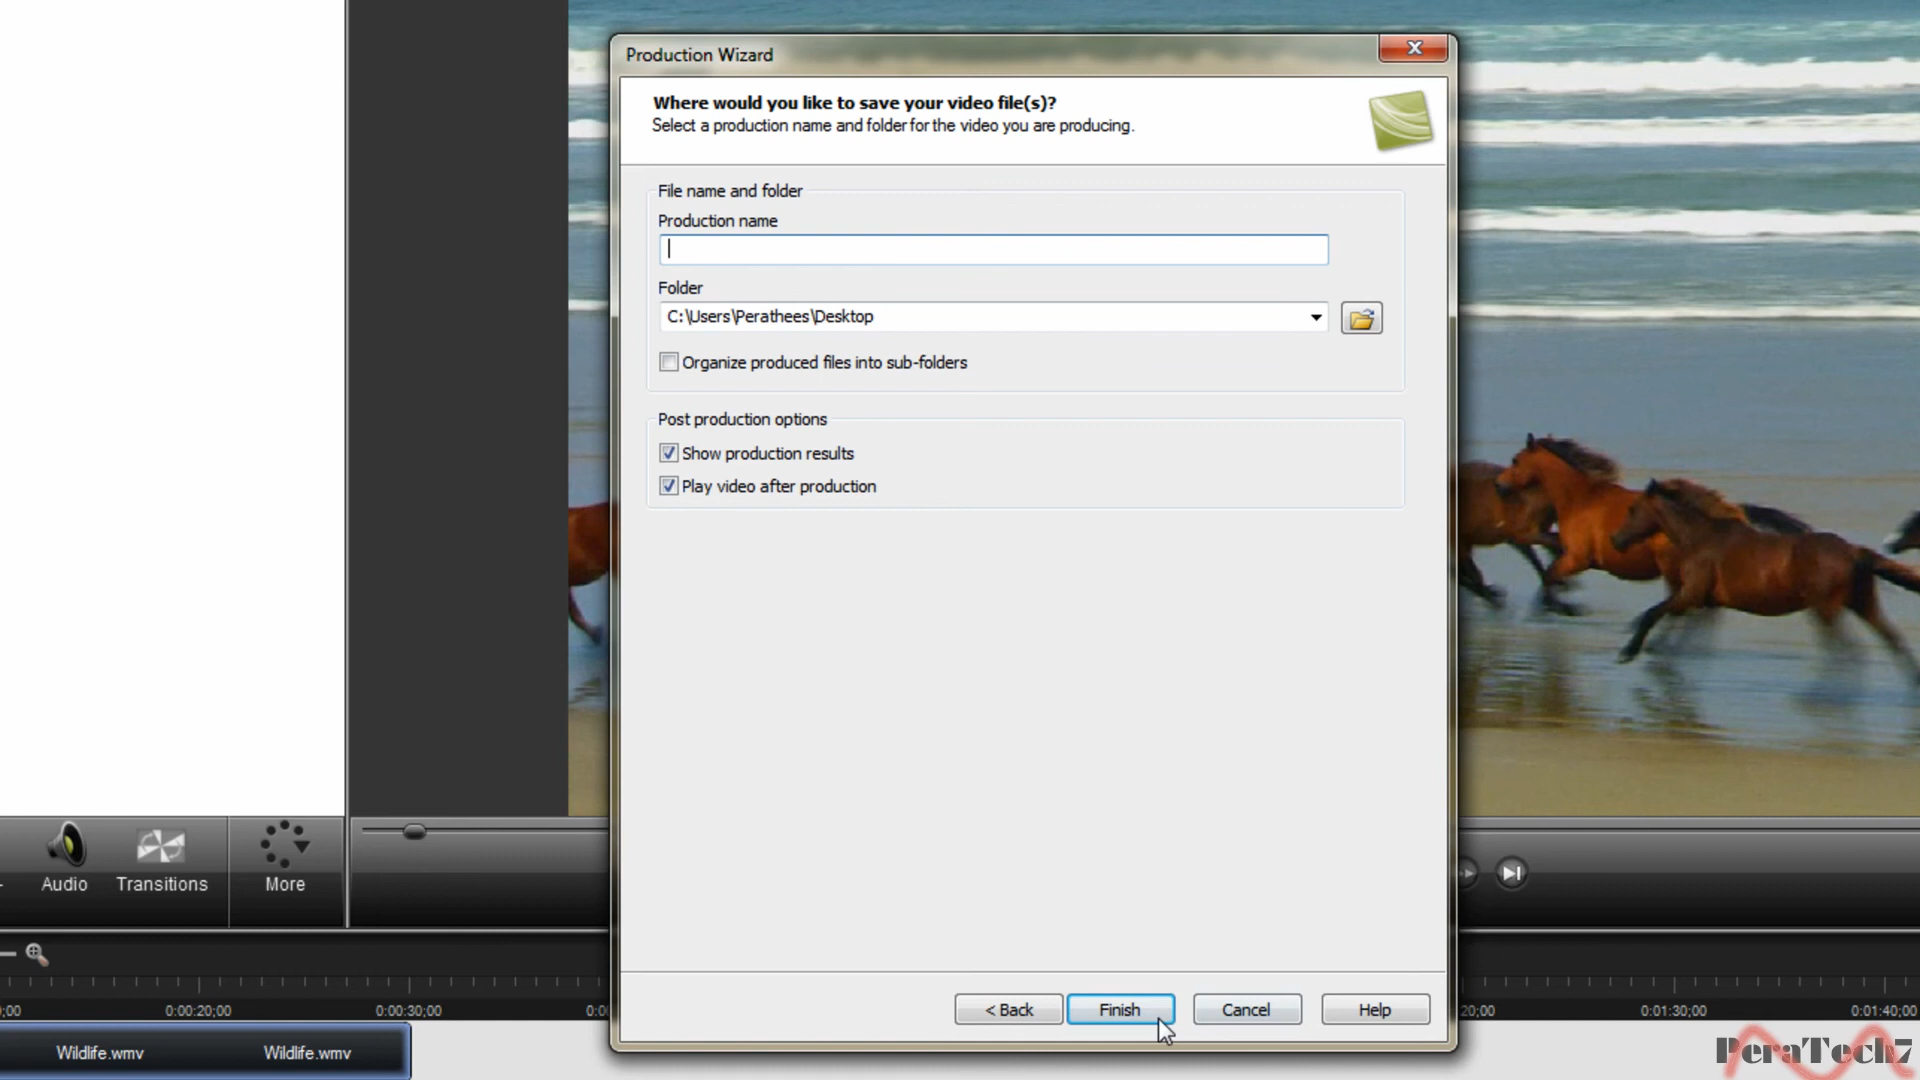 Production Wizard
Where would you like to save your video file(s)?
Select a production name and folder for the video you are producing.
File name and folder
Production name
Folder
C:\Users\Perathees\Desktop
Organize produced files into sub-folders
Post production options
Show production results
Play video after production
Audio
Transitions
More
< Back
Finish
Cancel
Help
0:00:20;00
0:00:30;00
0:01:30;00
0:01:40;00
Wildlife.wmv
Wildlife.wmv
PeraTech7